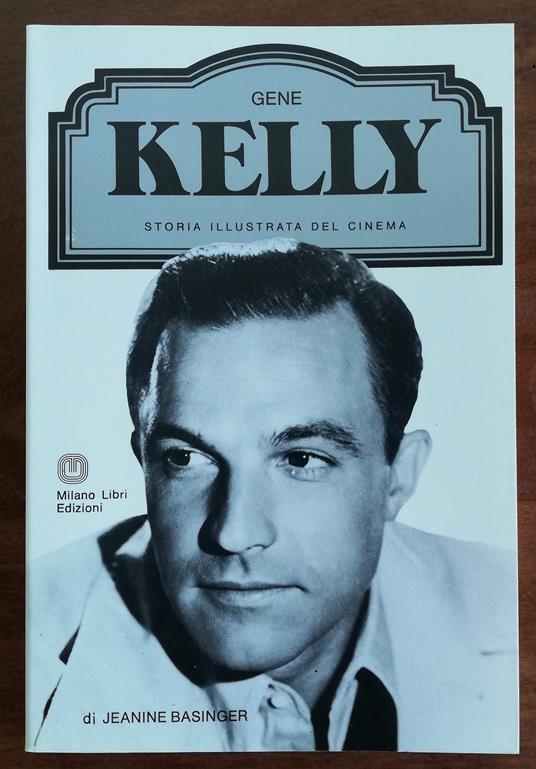 GENE
KELLY
STORIA ILLUSTRATA DEL CINEMA
Milano Libri
Edizioni
di JEANINE BASINGER